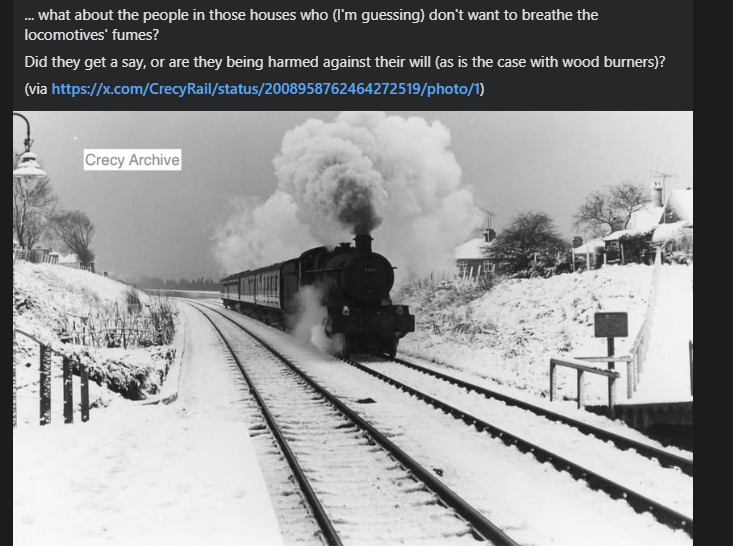 ... what about the people in those houses who (I'm guessing) don't want to breathe the
locomotives' fumes?
Did they get a say, or are they being harmed against their will (as is the case with wood burners)?
(via https://x.com/CrecyRail/status/2008958762464272519/photo/1)
Crecy Archive